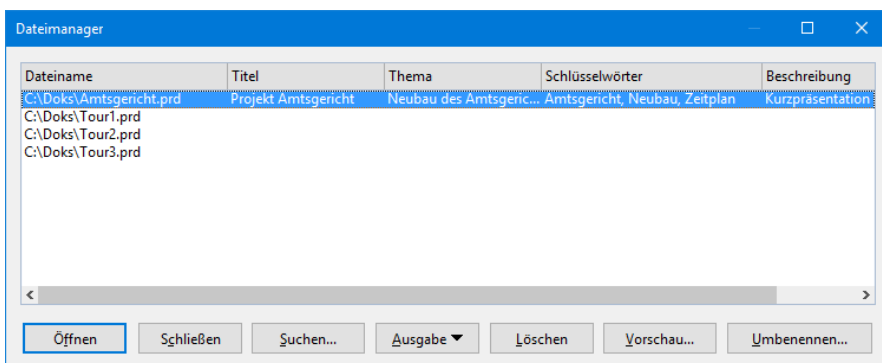 Dateimanager
Dateiname Titel Thema Schlüsselwörter Beschreibung
C:\Doks\Amtsgericht.prd Projekt Amtsgericht Neubau des Amtsgeric... Amtsgericht, Neubau, Zeitplan Kurzpräsentation
C:\Doks\Tour1.prd
C:\Doks\Tour2.prd
C:\Doks\Tour3.prd
Öffnen Schließen Suchen... Ausgabe Löschen Vorschau... Umbenennen...